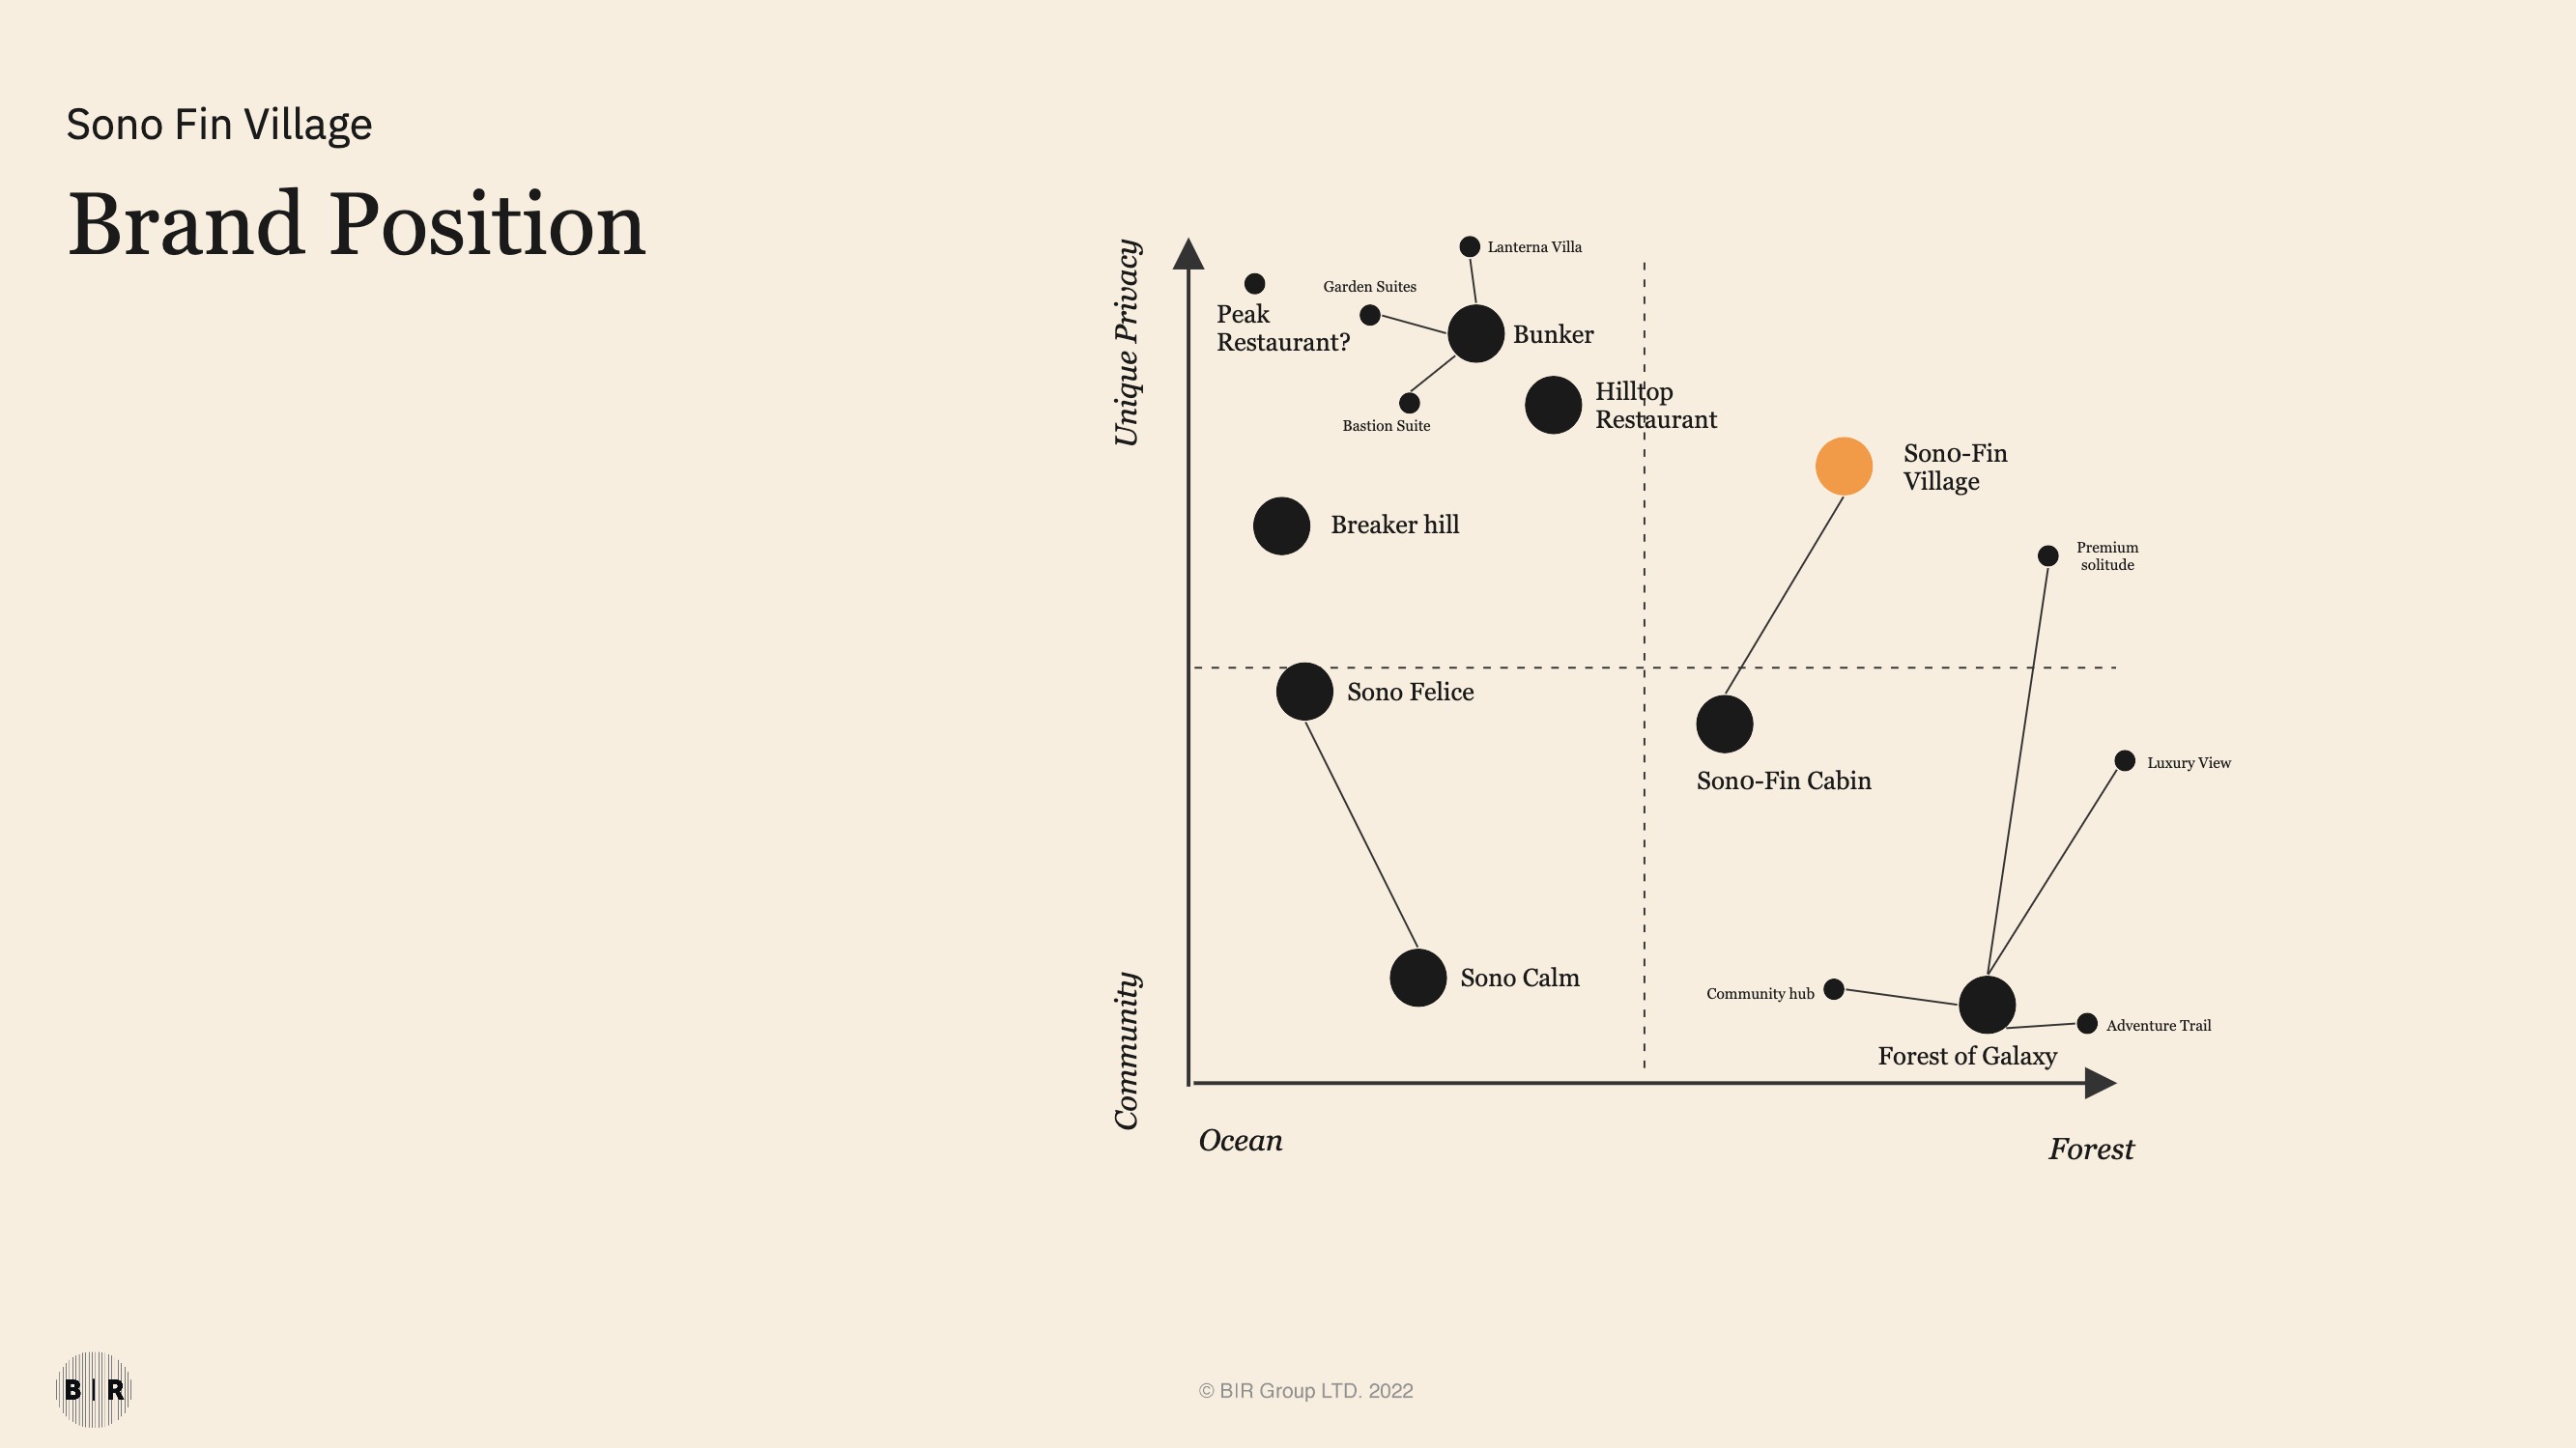 Sono Fin Village
Brand Position
Unique Privacy
Lanterna Villa
Garden Suites
Peak
Restaurant?
Bunker
Hilltop
Restaurant
Bastion Suite
Sono-Fin
Village
Breaker hill
Premium
solitude
Sono Felice
Sono-Fin Cabin
Luxury View
Sono Calm
Community hub
Adventure Trail
Forest of Galaxy
Community
Ocean
Forest
B|R
© B|R Group LTD. 2022